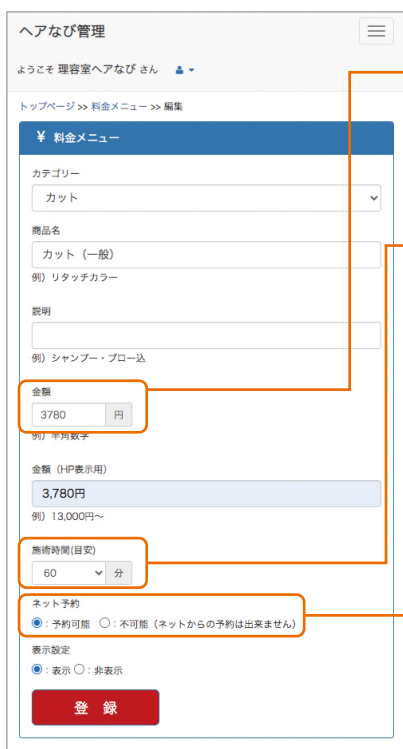 ヘアなび管理
ようこそ 理容室ヘアなび さん
トップページ >> 料金メニュー >> 編集
¥ 料金メニュー
カテゴリー
カット
商品名
カット（一般）
例）リタッチカラー
説明
例）シャンプー・ブロー込
金額
3780 円
例）半角数字
金額（HP表示用）
3,780円
例）13,000円〜
施術時間(目安)
60 分
ネット予約
：予約可能 ：不可能（ネットからの予約は出来ません）
表示設定
：表示 ：非表示
登 録